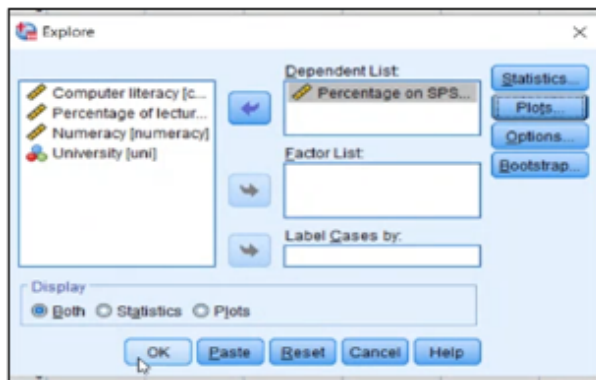 Explore
Computer literacy [c...
Percentage of lectur...
Numeracy [numeracy]
University [uni]
Dependent List:
Percentage on SPS...
Factor List:
Label Cases by:
Statistics...
Plots...
Options...
Bootstrap...
Display
Both Statistics Plots
OK Paste Reset Cancel Help